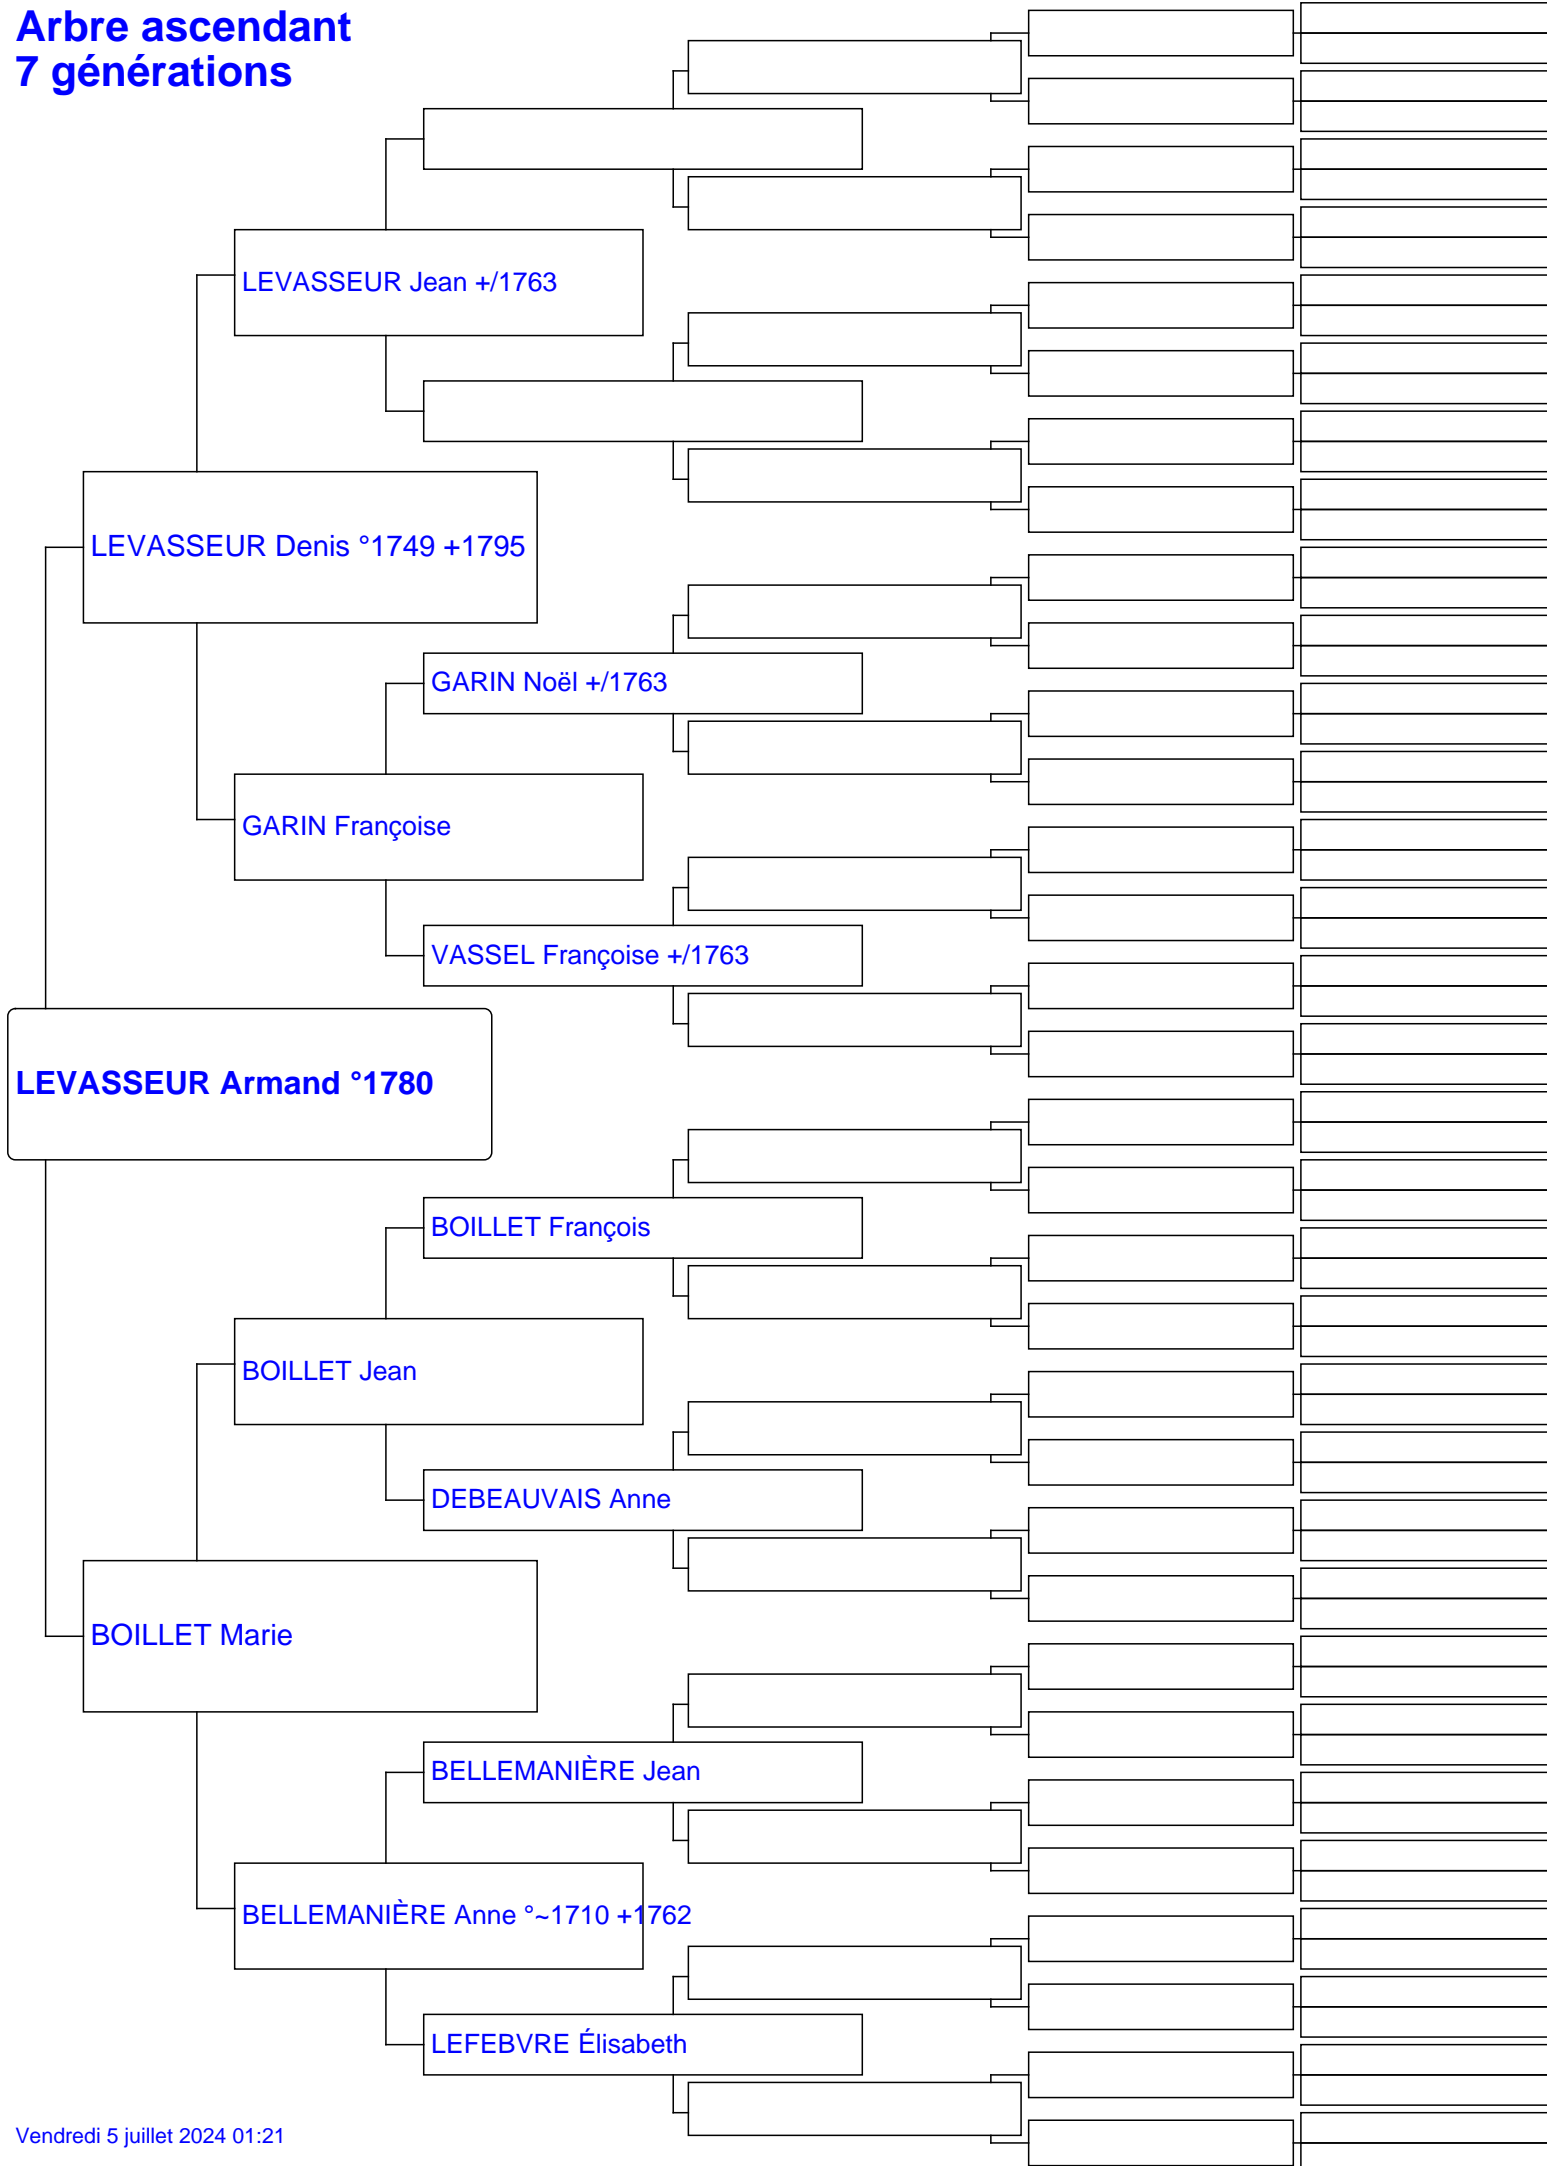 Arbre ascendant
7 générations
LEVASSEUR Jean +/1763
LEVASSEUR Denis °1749 +1795
GARIN Noël +/1763
GARIN Françoise
VASSEL Françoise +/1763
LEVASSEUR Armand °1780
BOILLET François
BOILLET Jean
DEBEAUVAIS Anne
BOILLET Marie
BELLEMANIÈRE Jean
BELLEMANIÈRE Anne °~1710 +1762
LEFEBVRE Élisabeth
Vendredi 5 juillet 2024 01:21